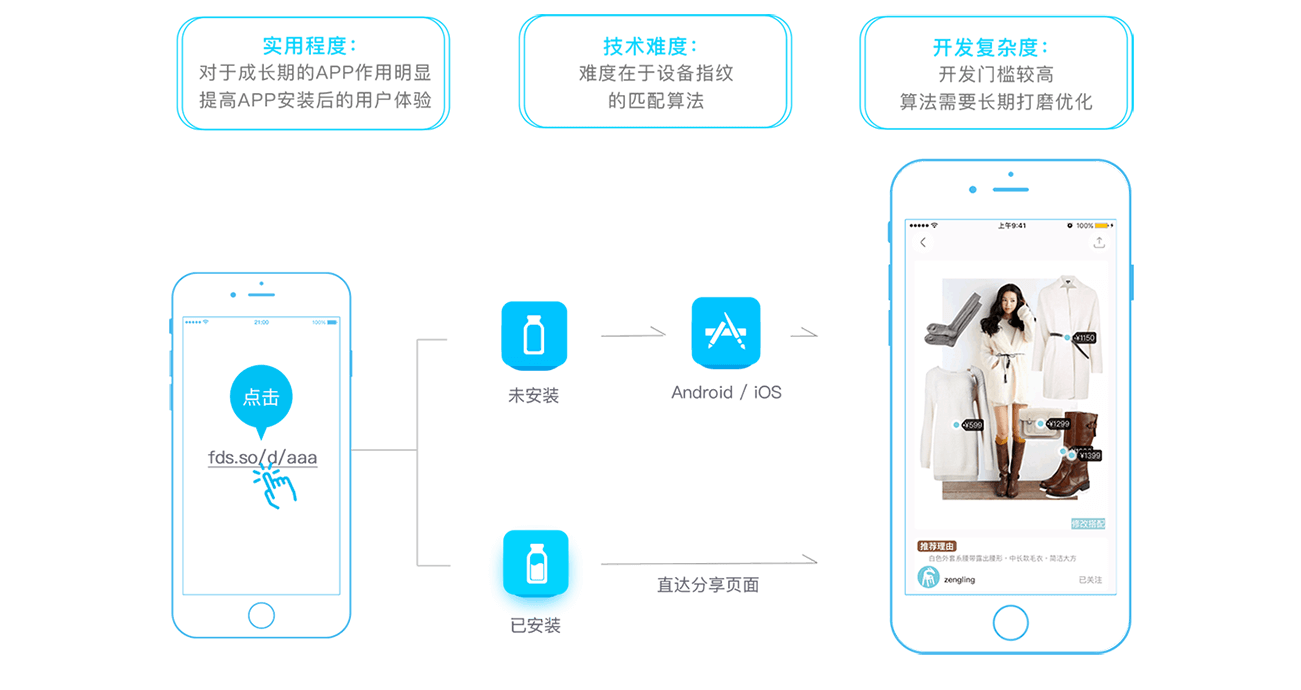 实用程度：
对于成长期的APP作用明显
提高APP安装后的用户体验
技术难度：
难度在于设备指纹
的匹配算法
开发复杂度：
开发门槛较高
算法需要长期打磨优化
21:00
100%
点击
fds.so/d/aaa
未安装
Android / iOS
已安装
直达分享页面
上午9:41
100%
¥1150
¥599
¥1299
¥1399
修改搭配
推荐理由
白色外套系腰带露出腰形，中长款毛衣，简洁大方
zengling
已关注